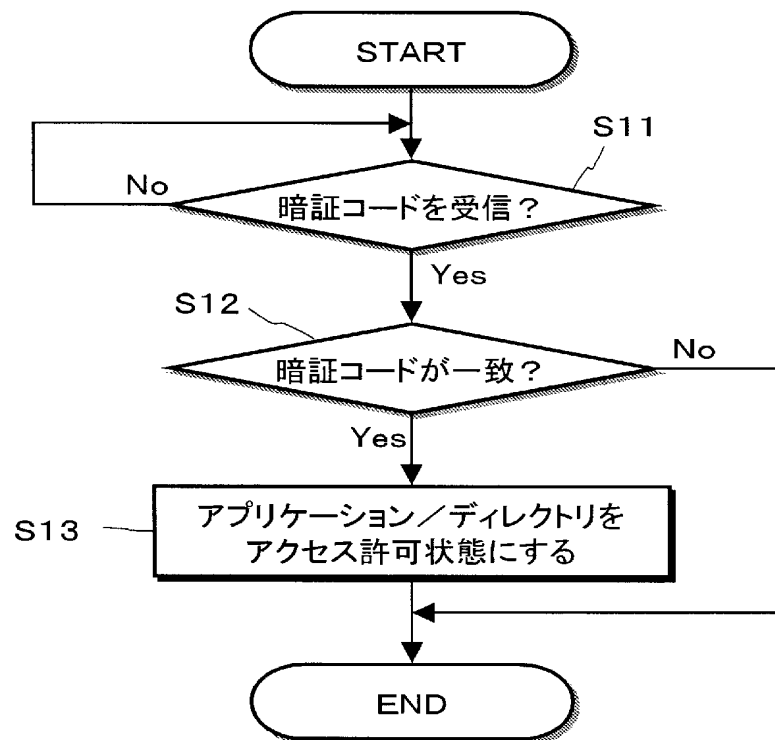 START
S11
No
暗証コードを受信？
Yes
S12
No
暗証コードが一致？
Yes
S13
アプリケーション／ディレクトリを
アクセス許可状態にする
END